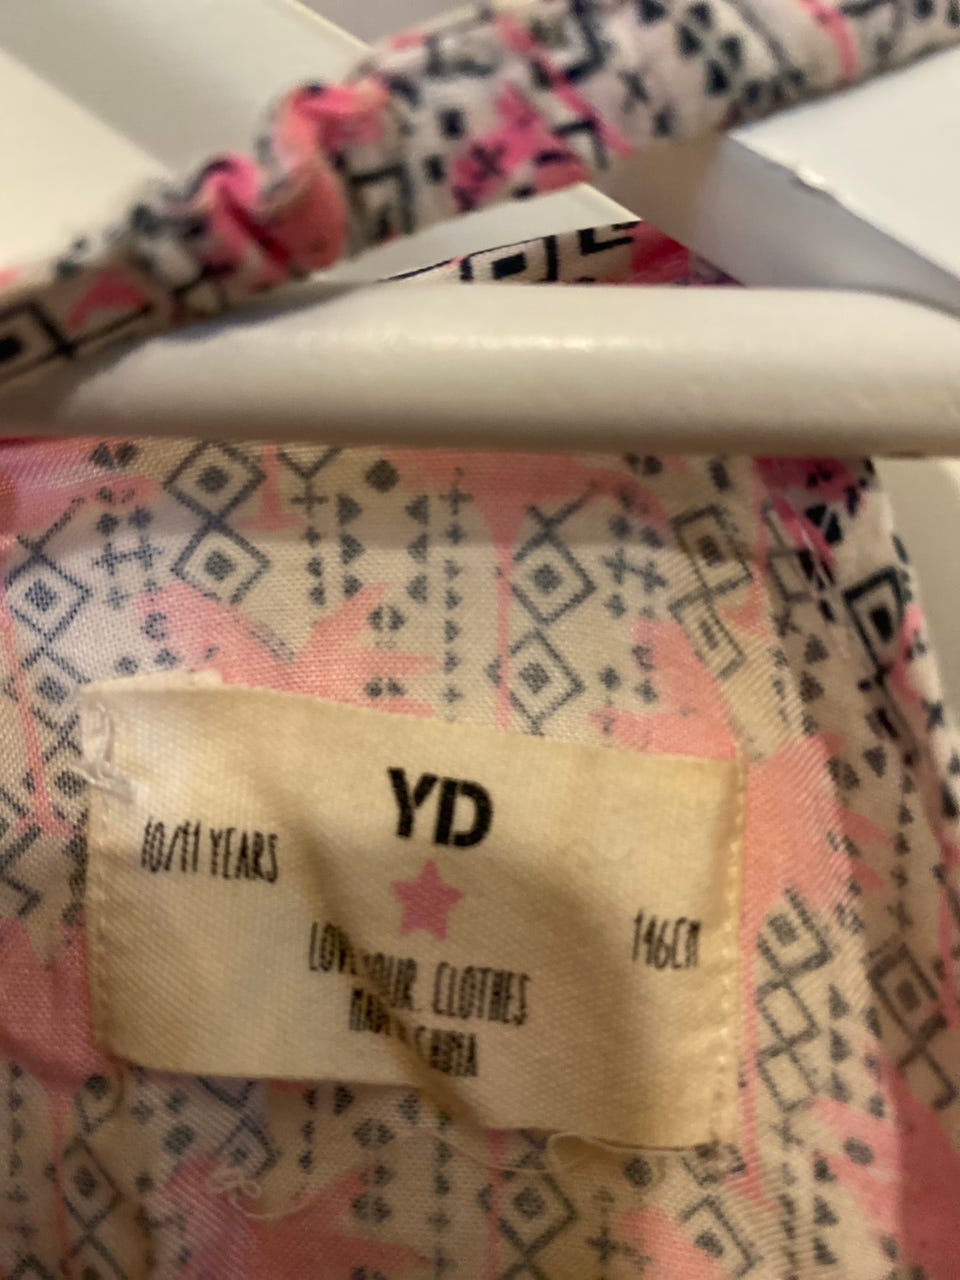 YD
10/11 YEARS
146CM
LOVE YOUR CLOTHES
MADE IN CHINA